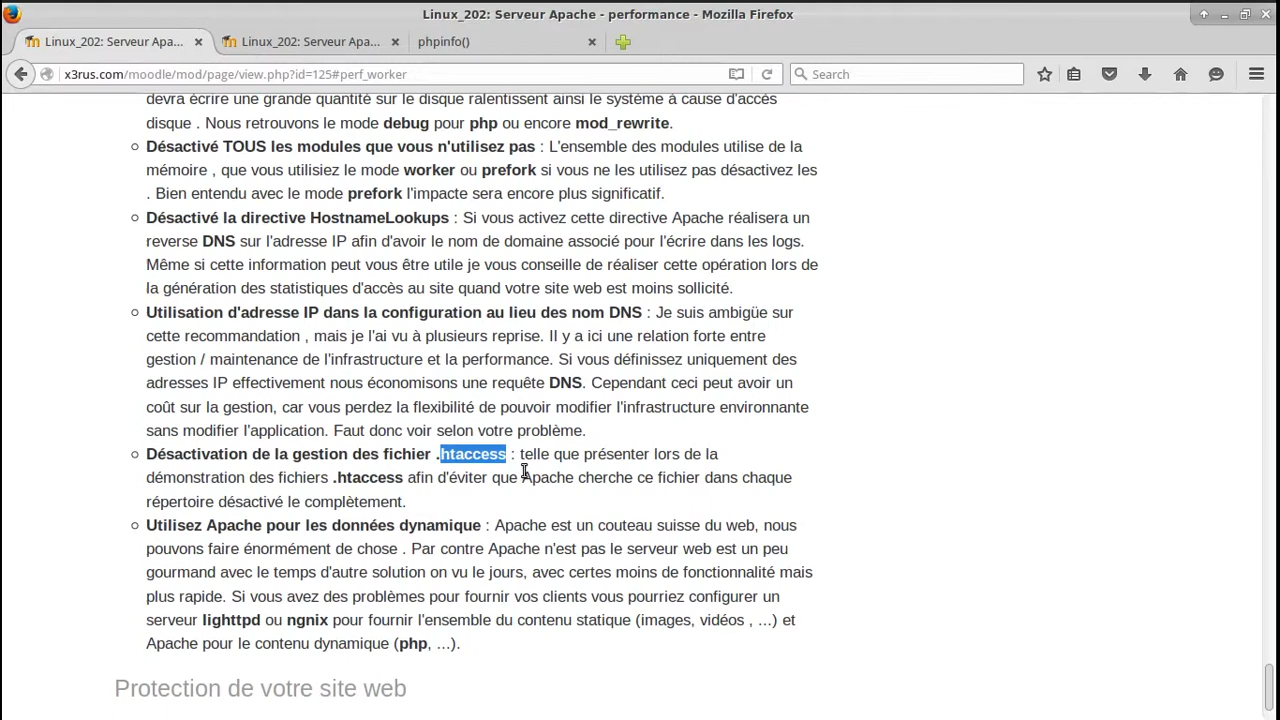 Linux_202: Serveur Apache - performance - Mozilla Firefox
Linux_202: Serveur Apa...
Linux_202: Serveur Apa...
phpinfo()
x3rus.com/moodle/mod/page/view.php?id=125#perf_worker
Search
devra écrire une grande quantité sur le disque ralentissent ainsi le système à cause d'accès
disque . Nous retrouvons le mode debug pour php ou encore mod_rewrite.
Désactivé TOUS les modules que vous n'utilisez pas : L'ensemble des modules utilise de la
mémoire , que vous utilisiez le mode worker ou prefork si vous ne les utilisez pas désactivez les
. Bien entendu avec le mode prefork l'impacte sera encore plus significatif.
Désactivé la directive HostnameLookups : Si vous activez cette directive Apache réalisera un
reverse DNS sur l'adresse IP afin d'avoir le nom de domaine associé pour l'écrire dans les logs.
Même si cette information peut vous être utile je vous conseille de réaliser cette opération lors de
la génération des statistiques d'accès au site quand votre site web est moins sollicité.
Utilisation d'adresse IP dans la configuration au lieu des nom DNS : Je suis ambigüe sur
cette recommandation , mais je l'ai vu à plusieurs reprise. Il y a ici une relation forte entre
gestion / maintenance de l'infrastructure et la performance. Si vous définissez uniquement des
adresses IP effectivement nous économisons une requête DNS. Cependant ceci peut avoir un
coût sur la gestion, car vous perdez la flexibilité de pouvoir modifier l'infrastructure environnante
sans modifier l'application. Faut donc voir selon votre problème.
Désactivation de la gestion des fichier .htaccess : telle que présenter lors de la
démonstration des fichiers .htaccess afin d'éviter que Apache cherche ce fichier dans chaque
répertoire désactivé le complètement.
Utilisez Apache pour les données dynamique : Apache est un couteau suisse du web, nous
pouvons faire énormément de chose . Par contre Apache n'est pas le serveur web est un peu
gourmand avec le temps d'autre solution on vu le jours, avec certes moins de fonctionnalité mais
plus rapide. Si vous avez des problèmes pour fournir vos clients vous pourriez configurer un
serveur lighttpd ou ngnix pour fournir l'ensemble du contenu statique (images, vidéos , ...) et
Apache pour le contenu dynamique (php, ...).
Protection de votre site web